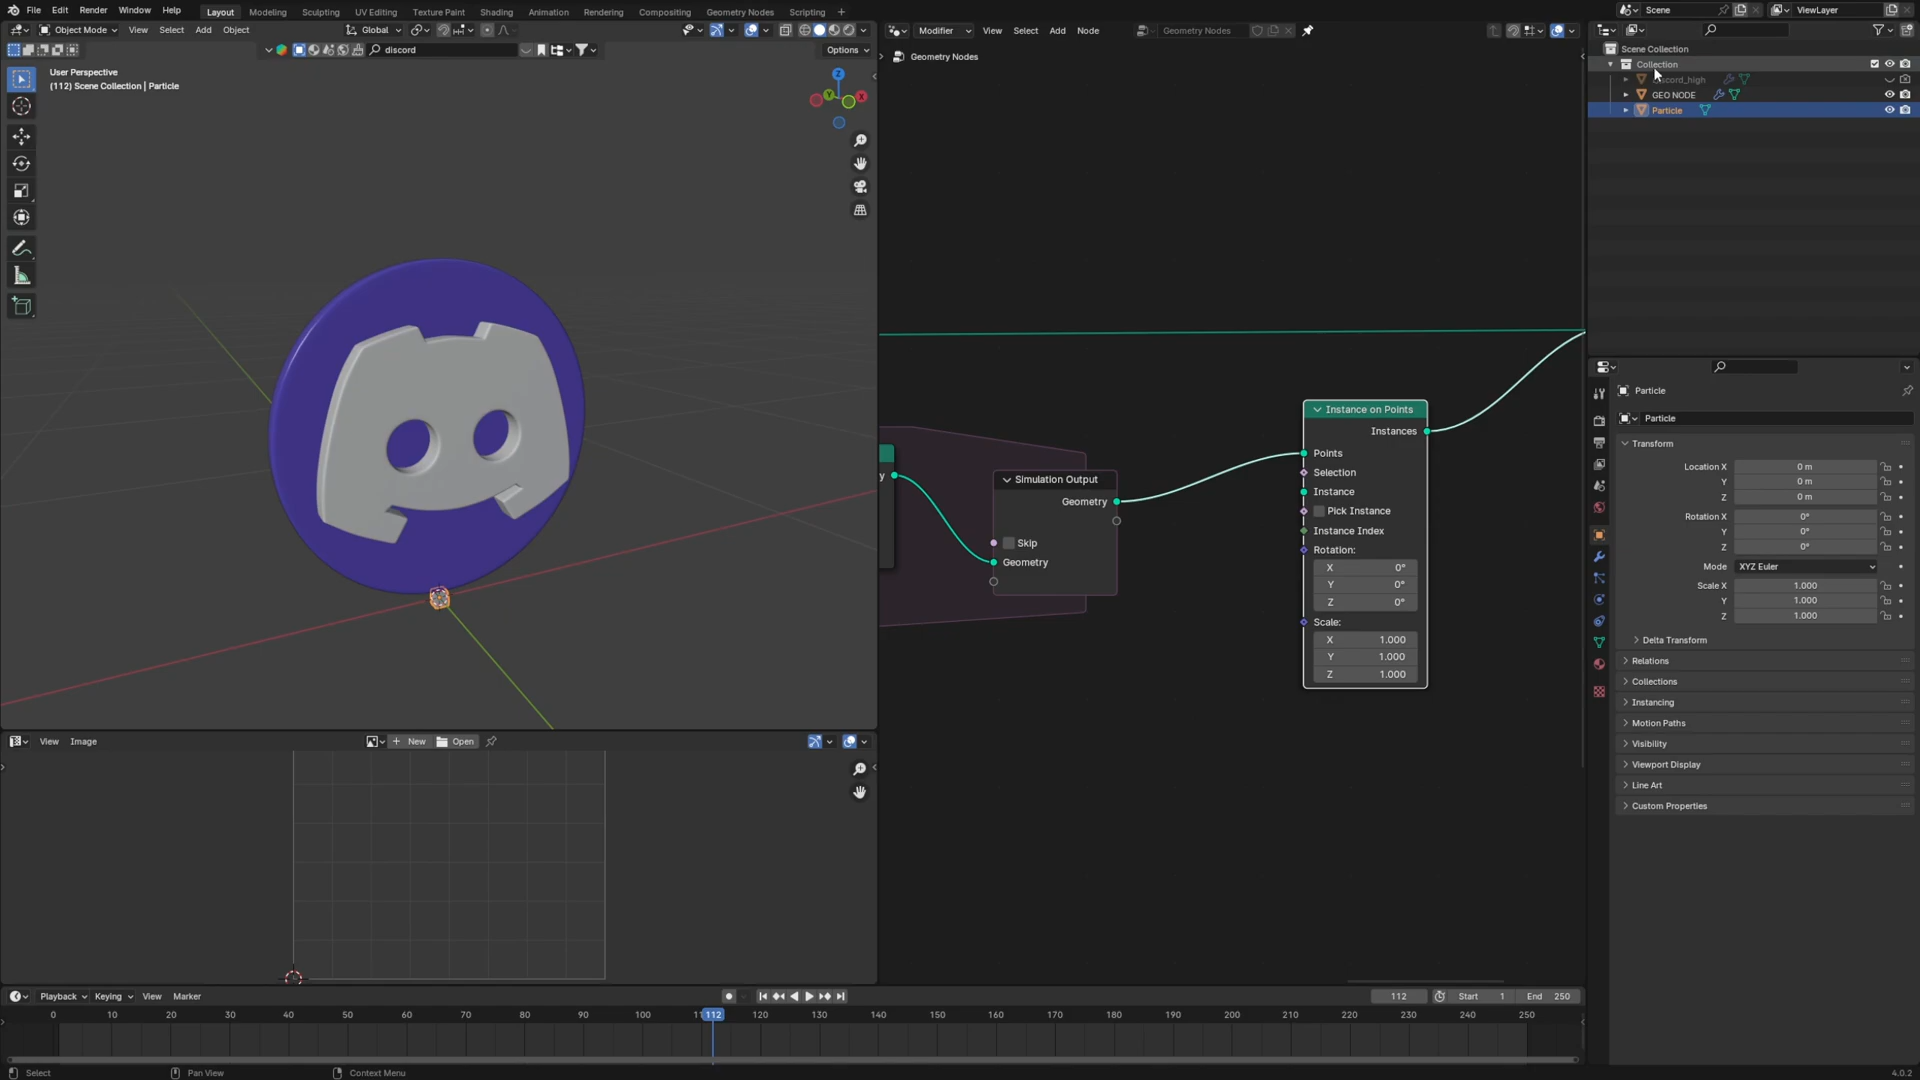 File Edit Render Window Help Layout Modeling Sculpting UV Editing Texture Paint Shading Animation Rendering Compositing Geometry Nodes Scripting + Scene ViewLayer
Object Mode View Select Add Object Global
discord Options
User Perspective
(112) Scene Collection | Particle
Z
Y X
Modifier View Select Add Node Geometry Nodes
Geometry Nodes
Instance on Points
Instances
Points
Selection
Instance
Pick Instance
Instance Index
Rotation:
X 0°
Y 0°
Z 0°
Scale:
X 1.000
Y 1.000
Z 1.000
y
Simulation Output
Geometry
Skip
Geometry
Scene Collection
Collection
GEO NODE
Particle
Particle
Particle
Transform
Location X 0 m
Y 0 m
Z 0 m
Rotation X 0°
Y 0°
Z 0°
Mode XYZ Euler
Scale X 1.000
Y 1.000
Z 1.000
Delta Transform
Relations
Collections
Instancing
Motion Paths
Visibility
Viewport Display
Line Art
Custom Properties
View Image + New Open
Playback Keying View Marker 112 Start 1 End 250
0 10 20 30 40 50 60 70 80 90 100 112 120 130 140 150 160 170 180 190 200 210 220 230 240 250
Select Pan View Context Menu 4.0.2